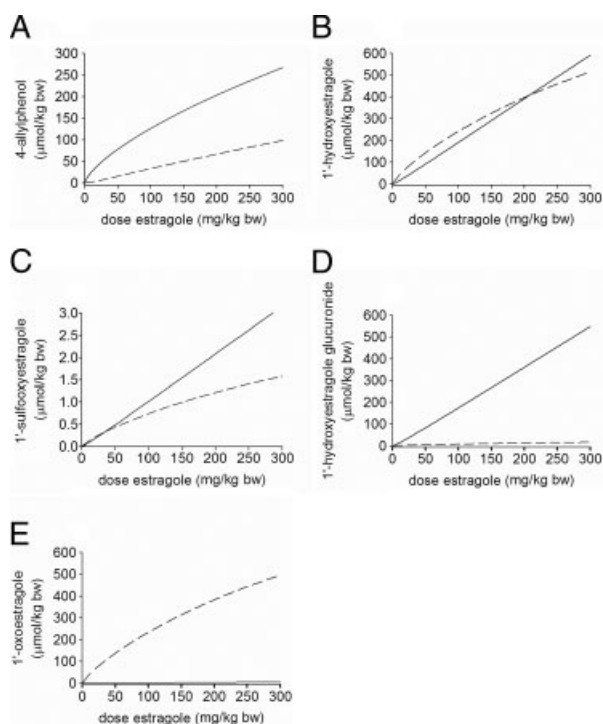 A
4-allylphenol
(μmol/kg bw)
300
250
200
150
100
50
0
0 50 100 150 200 250 300
dose estragole (mg/kg bw)
B
1'-hydroxyestragole
(μmol/kg bw)
600
500
400
300
200
100
0
0 50 100 150 200 250 300
dose estragole (mg/kg bw)
C
1'-sulfooxyestragole
(μmol/kg bw)
3.0
2.5
2.0
1.5
1.0
0.5
0.0
0 50 100 150 200 250 300
dose estragole (mg/kg bw)
D
1'-hydroxyestragole glucuronide
(μmol/kg bw)
600
500
400
300
200
100
0
0 50 100 150 200 250 300
dose estragole (mg/kg bw)
E
1'-oxoestragole
(μmol/kg bw)
600
500
400
300
200
100
0
0 50 100 150 200 250 300
dose estragole (mg/kg bw)